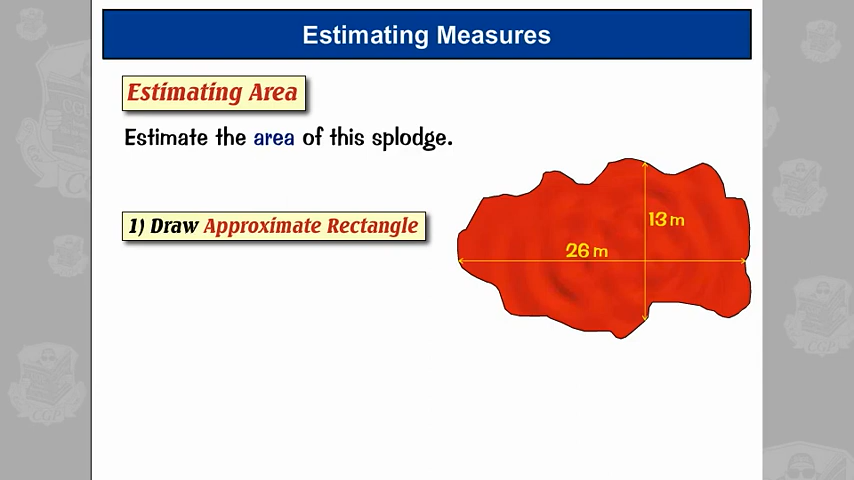 Estimating Measures
Estimating Area
Estimate the area of this splodge.
1) Draw Approximate Rectangle
13 m
26 m